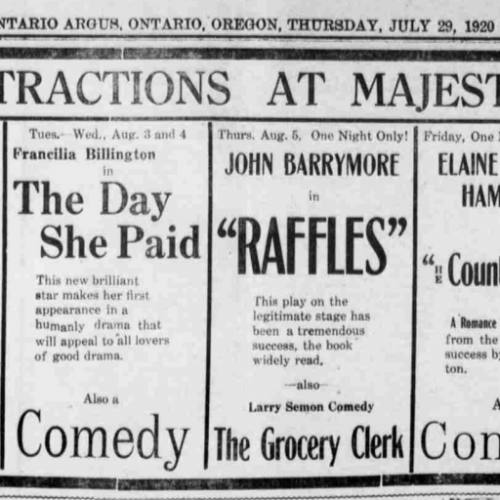 NTARIO ARGUS, ONTARIO, OREGON, THURSDAY, JULY 29, 1920
TRACTIONS AT MAJEST
Tues.—Wed., Aug. 3 and 4
Francilia Billington
in
The Day
She Paid
This new brilliant
star makes her first
appearance in a
humanly drama that
will appeal to all lovers
of good drama.
Also a
Comedy
Thurs. Aug. 5, One Night Only!
JOHN BARRYMORE
in
"RAFFLES"
This play on the
legitimate stage has
been a tremendous
success, the book
widely read.
—also—
Larry Semon Comedy
The Grocery Clerk
Friday, One
ELAINE
HAM
"THE Count
A Romance
from the
success b
ton.
A
Com